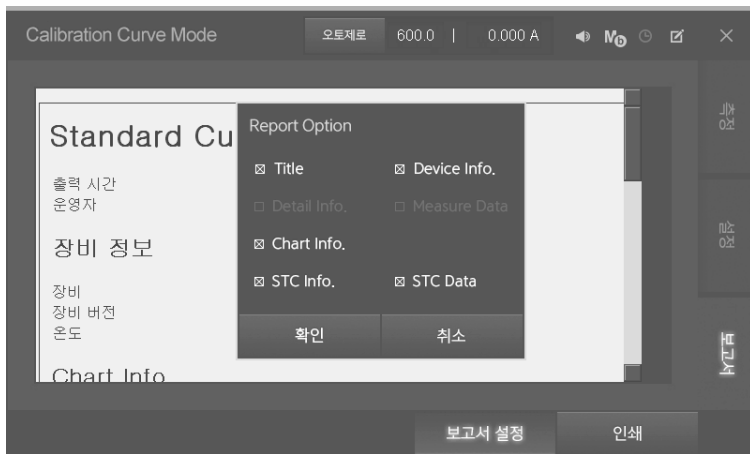 Calibration Curve Mode 오토제로 600.0 | 0.000 A Mb
측정
설정
보고서
Standard Cu
출력 시간
운영자
장비 정보
장비
장비 버전
온도
Chart Info
Report Option
Title Device Info.
Detail Info. Measure Data
Chart Info.
STC Info. STC Data
확인 취소
보고서 설정 인쇄